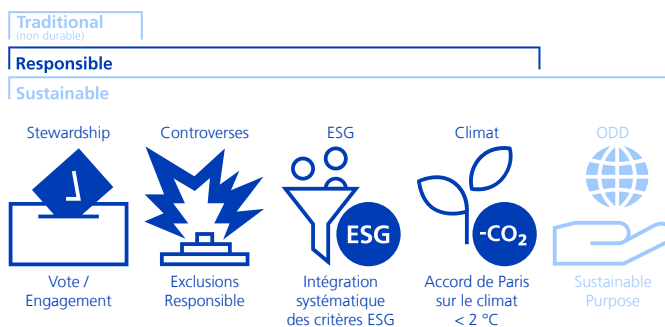 Traditional
(non durable)
Responsible
Sustainable
Stewardship
Controverses
ESG
Climat
ODD
ESG
-CO₂
Vote /
Engagement
Exclusions
Responsible
Intégration
systématique
des critères ESG
Accord de Paris
sur le climat
< 2 °C
Sustainable
Purpose